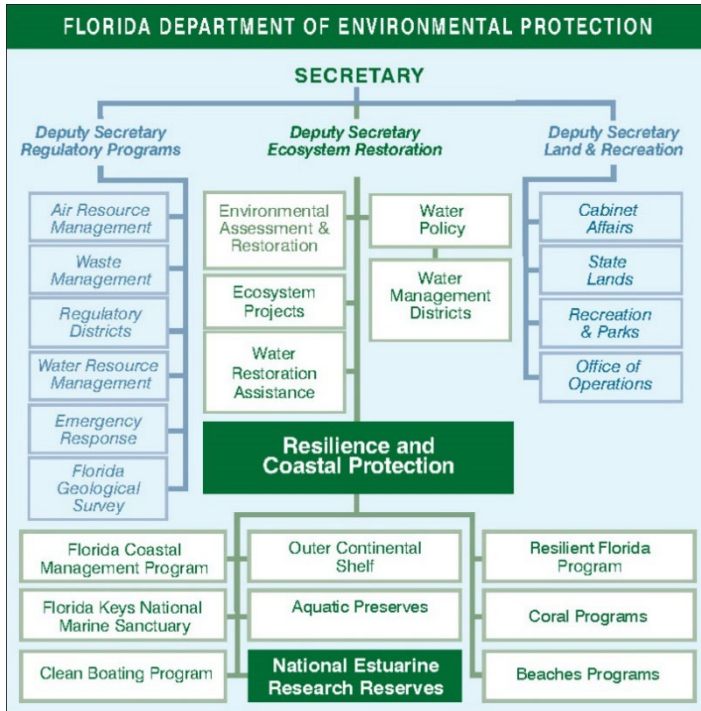 FLORIDA DEPARTMENT OF ENVIRONMENTAL PROTECTION
SECRETARY
Deputy Secretary
Regulatory Programs
Deputy Secretary
Ecosystem Restoration
Deputy Secretary
Land & Recreation
Air Resource
Management
Waste
Management
Regulatory
Districts
Water Resource
Management
Emergency
Response
Florida
Geological
Survey
Environmental
Assessment &
Restoration
Ecosystem
Projects
Water
Restoration
Assistance
Water
Policy
Water
Management
Districts
Cabinet
Affairs
State
Lands
Recreation
& Parks
Office of
Operations
Resilience and
Coastal Protection
Florida Coastal
Management Program
Outer Continental
Shelf
Resilient Florida
Program
Florida Keys National
Marine Sanctuary
Aquatic Preserves
Coral Programs
Clean Boating Program
National Estuarine
Research Reserves
Beaches Programs